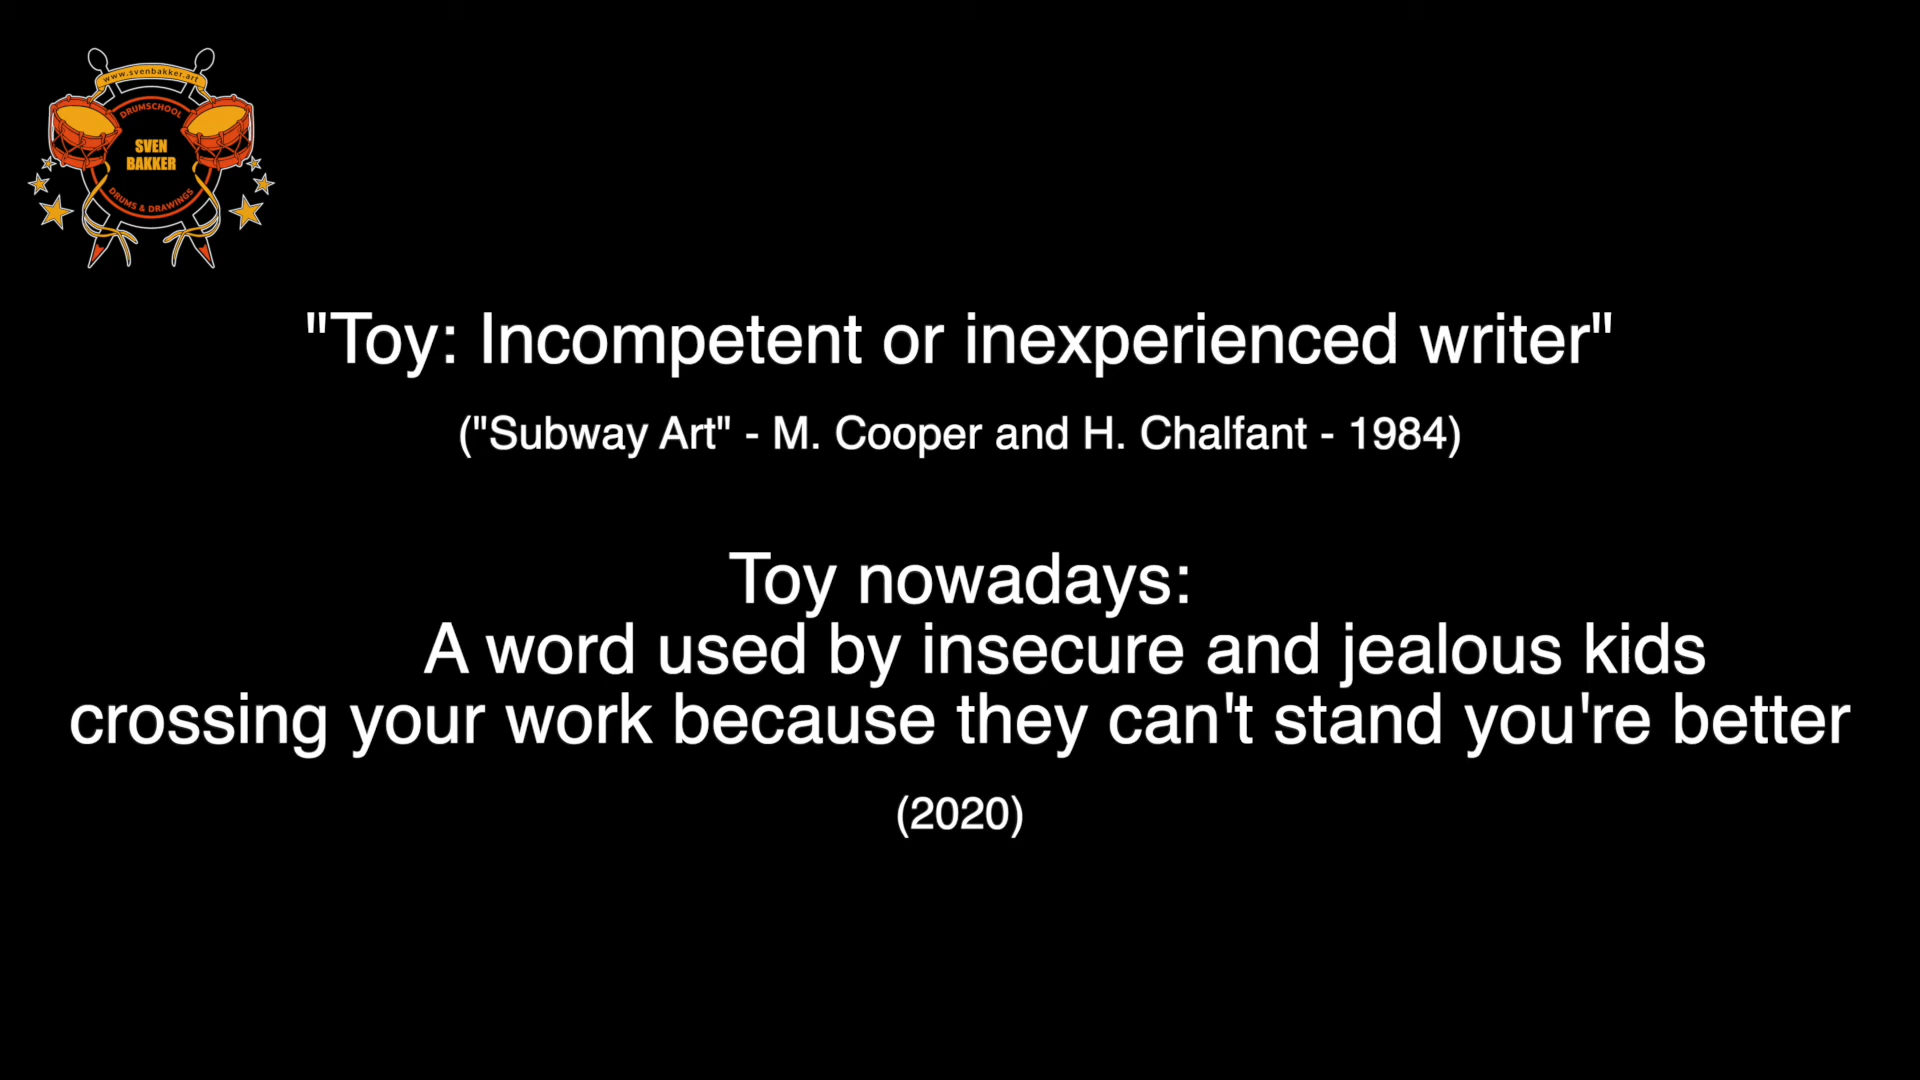 www.svenbakker.art
DRUMSCHOOL
SVEN
BAKKER
DRUMS & DRAWINGS
"Toy: Incompetent or inexperienced writer"
("Subway Art" - M. Cooper and H. Chalfant - 1984)
Toy nowadays:
A word used by insecure and jealous kids
crossing your work because they can't stand you're better
(2020)